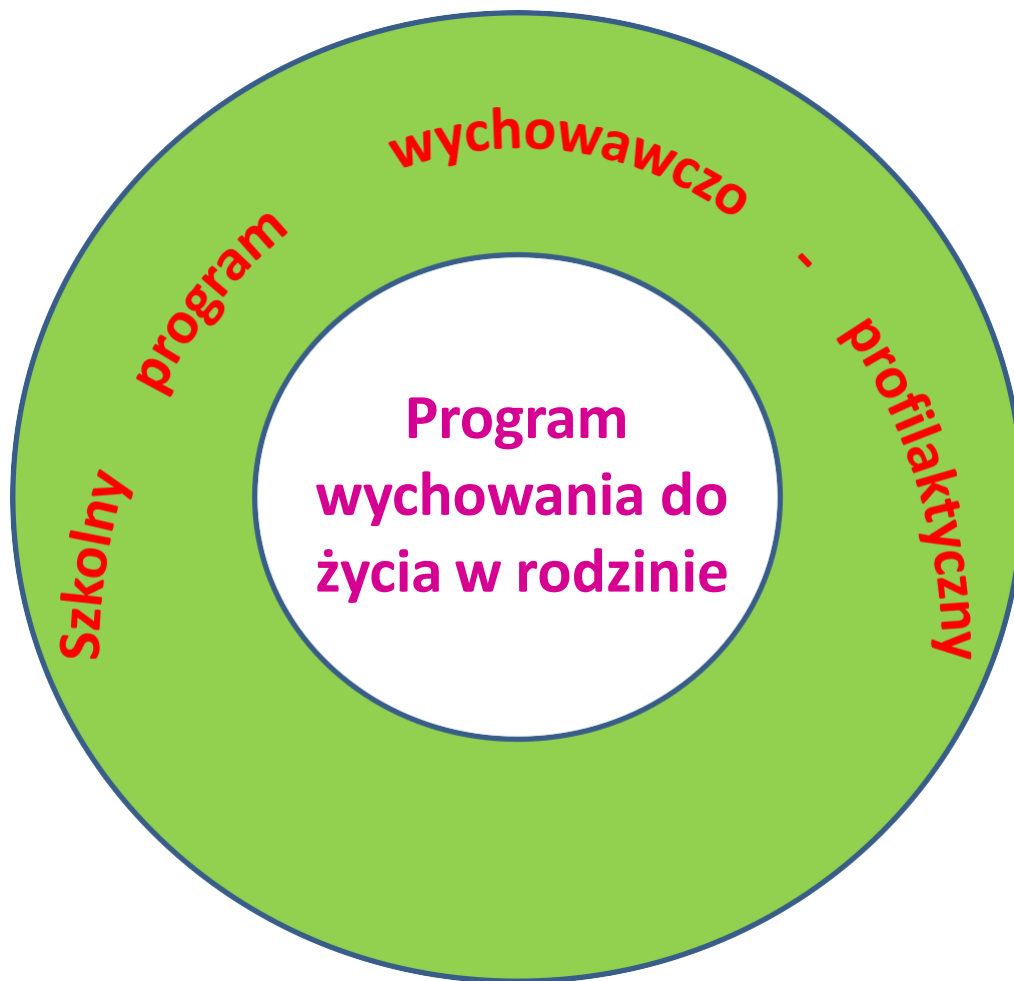 Szkolny program wychowawczo - profilaktyczny
Program
wychowania do
życia w rodzinie